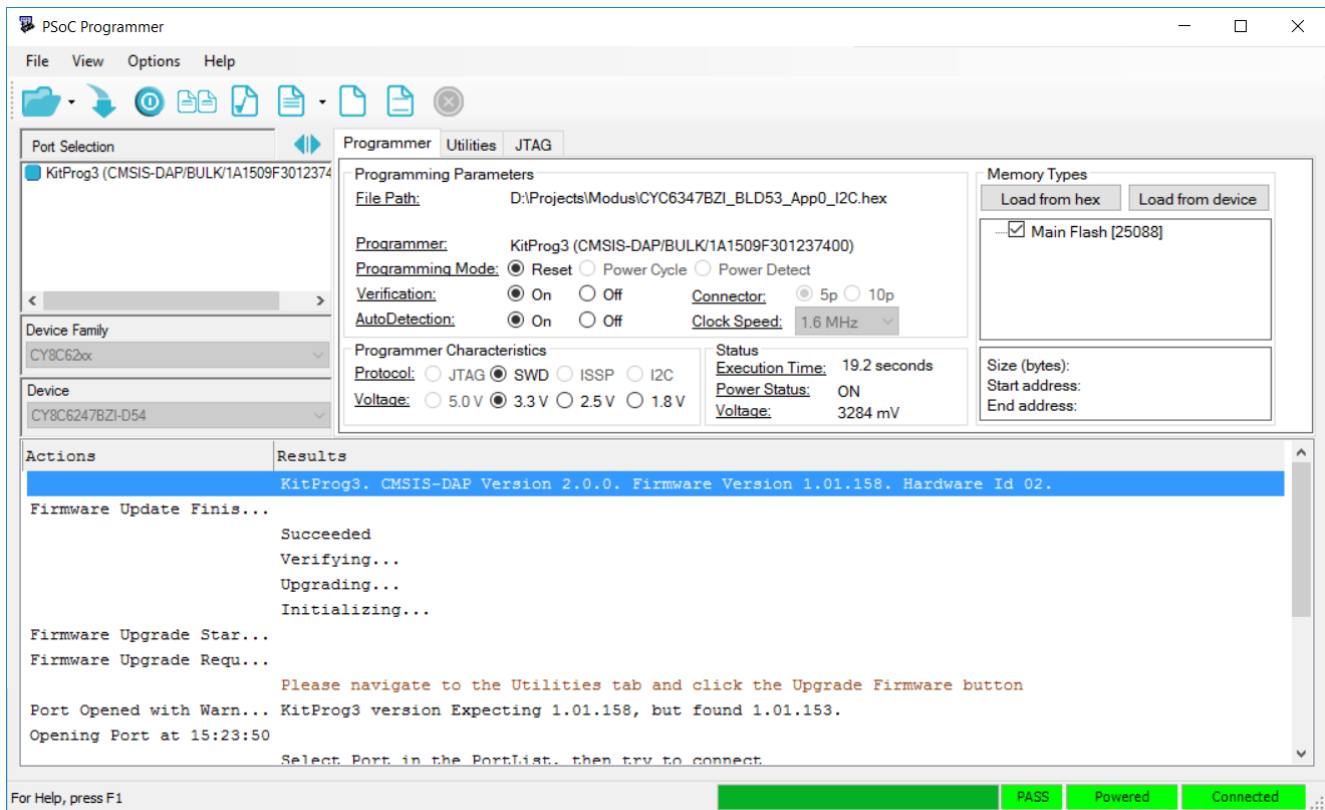 PSoC Programmer
File View Options Help
Port Selection
KitProg3 (CMSIS-DAP/BULK/1A1509F3012374
Device Family
CY8C62xx
Device
CY8C6247BZI-D54
Programmer Utilities JTAG
Programming Parameters
File Path: D:\Projects\Modus\CYC6347BZI_BLD53_App0_I2C.hex
Programmer: KitProg3 (CMSIS-DAP/BULK/1A1509F301237400)
Programming Mode: Reset Power Cycle Power Detect
Verification: On Off Connector: 5p 10p
AutoDetection: On Off Clock Speed: 1.6 MHz
Programmer Characteristics
Protocol: JTAG SWD ISSP I2C
Voltage: 5.0 V 3.3 V 2.5 V 1.8 V
Status
Execution Time: 19.2 seconds
Power Status: ON
Voltage: 3284 mV
Memory Types
Load from hex Load from device
Main Flash [25088]
Size (bytes):
Start address:
End address:
Actions Results
KitProg3. CMSIS-DAP Version 2.0.0. Firmware Version 1.01.158. Hardware Id 02.
Firmware Update Finis...
Succeeded
Verifying...
Upgrading...
Initializing...
Firmware Upgrade Star...
Firmware Upgrade Requ...
Please navigate to the Utilities tab and click the Upgrade Firmware button
Port Opened with Warn... KitProg3 version Expecting 1.01.158, but found 1.01.153.
Opening Port at 15:23:50
Select Port in the PortList, then try to connect
For Help, press F1 PASS Powered Connected